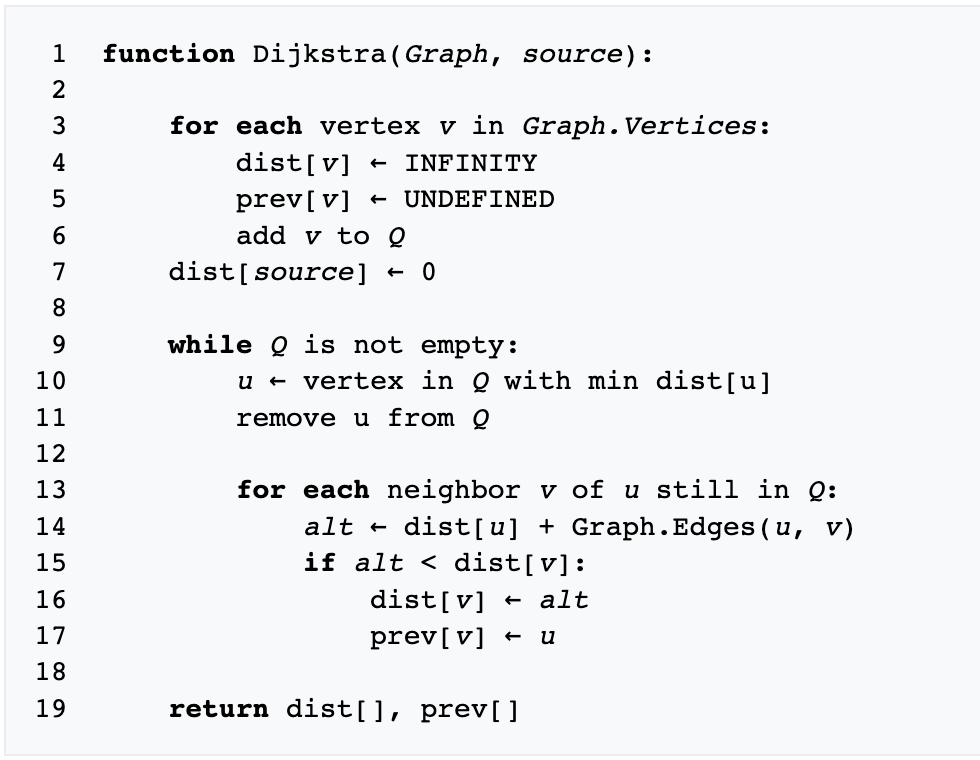 1 function Dijkstra(Graph, source):
2
3     for each vertex v in Graph.Vertices:
4         dist[v] ← INFINITY
5         prev[v] ← UNDEFINED
6         add v to Q
7     dist[source] ← 0
8
9     while Q is not empty:
10         u ← vertex in Q with min dist[u]
11         remove u from Q
12
13         for each neighbor v of u still in Q:
14             alt ← dist[u] + Graph.Edges(u, v)
15             if alt < dist[v]:
16                 dist[v] ← alt
17                 prev[v] ← u
18
19     return dist[], prev[]